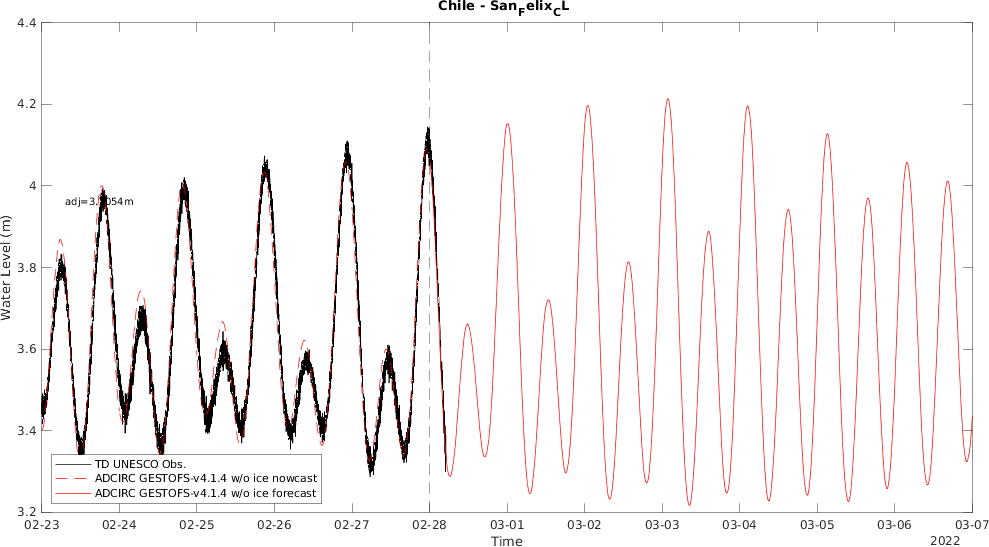 Chile - San_Felix_CL
4.4
4.2
4
3.8
3.6
3.4
3.2
Water Level (m)
TD UNESCO Obs.
ADCIRC GESTOFS-v4.1.4 w/o ice nowcast
ADCIRC GESTOFS-v4.1.4 w/o ice forecast
02-23 02-24 02-25 02-26 02-27 02-28 03-01 03-02 03-03 03-04 03-05 03-06 03-07
Time
2022